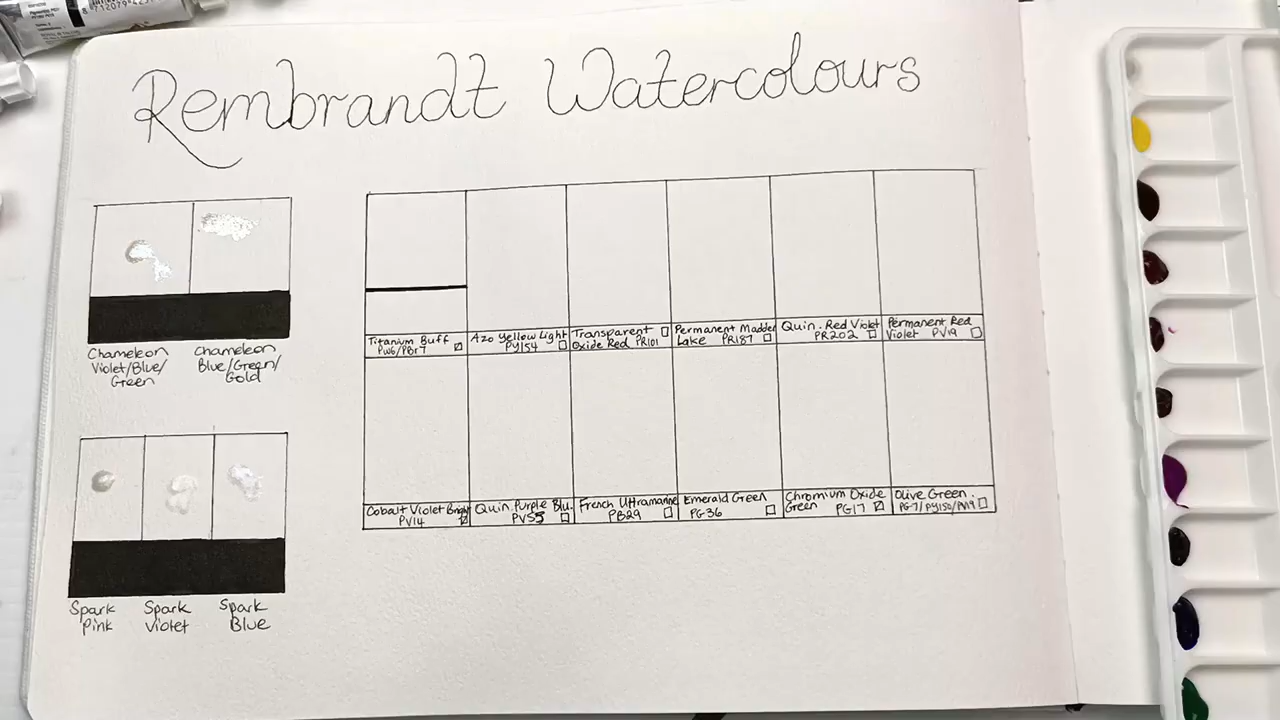 Rembrandt Watercolours
Chameleon
Violet/Blue/
Green
Chameleon
Blue/Green/
Gold
Titanium Buff
PW6/PBr7
Azo Yellow Light
PY154
Transparent
Oxide Red PR101
Permanent Madder
Lake PR187
Quin. Red Violet
PR202
Permanent Red
Violet PV19
Cobalt Violet Bright
PV14
Quin. Purple Blu.
PV55
French Ultramarine
PB29
Emerald Green
PG36
Chromium Oxide
Green PG17
Olive Green
PG7/PY150/PV19
Spark
Pink
Spark
Violet
Spark
Blue